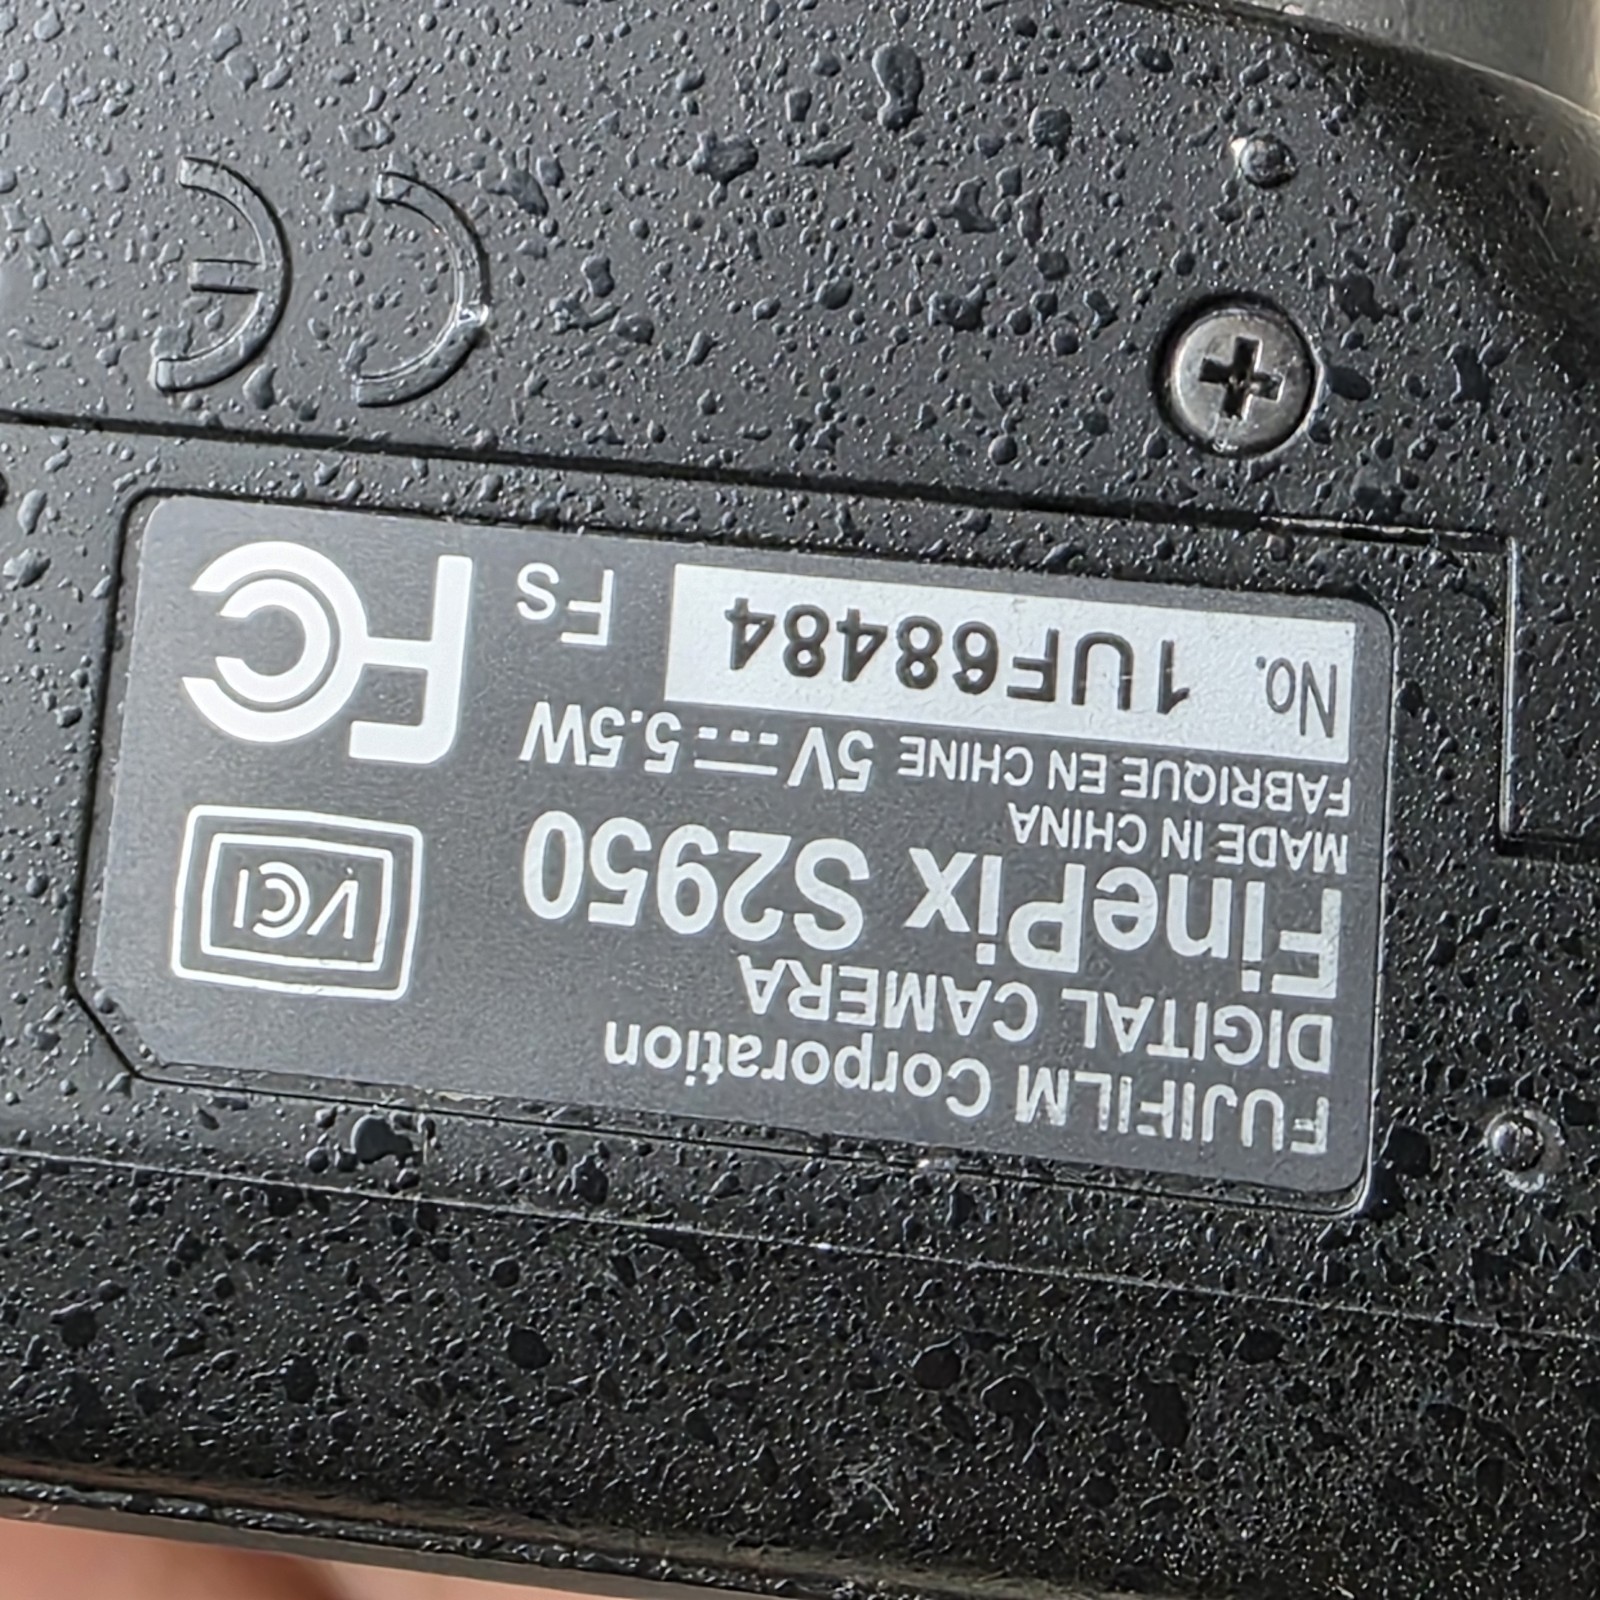 FUJIFILM Corporation
DIGITAL CAMERA
FinePix S2950
MADE IN CHINA
FABRIQUE EN CHINE 5V⎓5.5W
No. 1UF68484
Fs
FC
VCI
CE